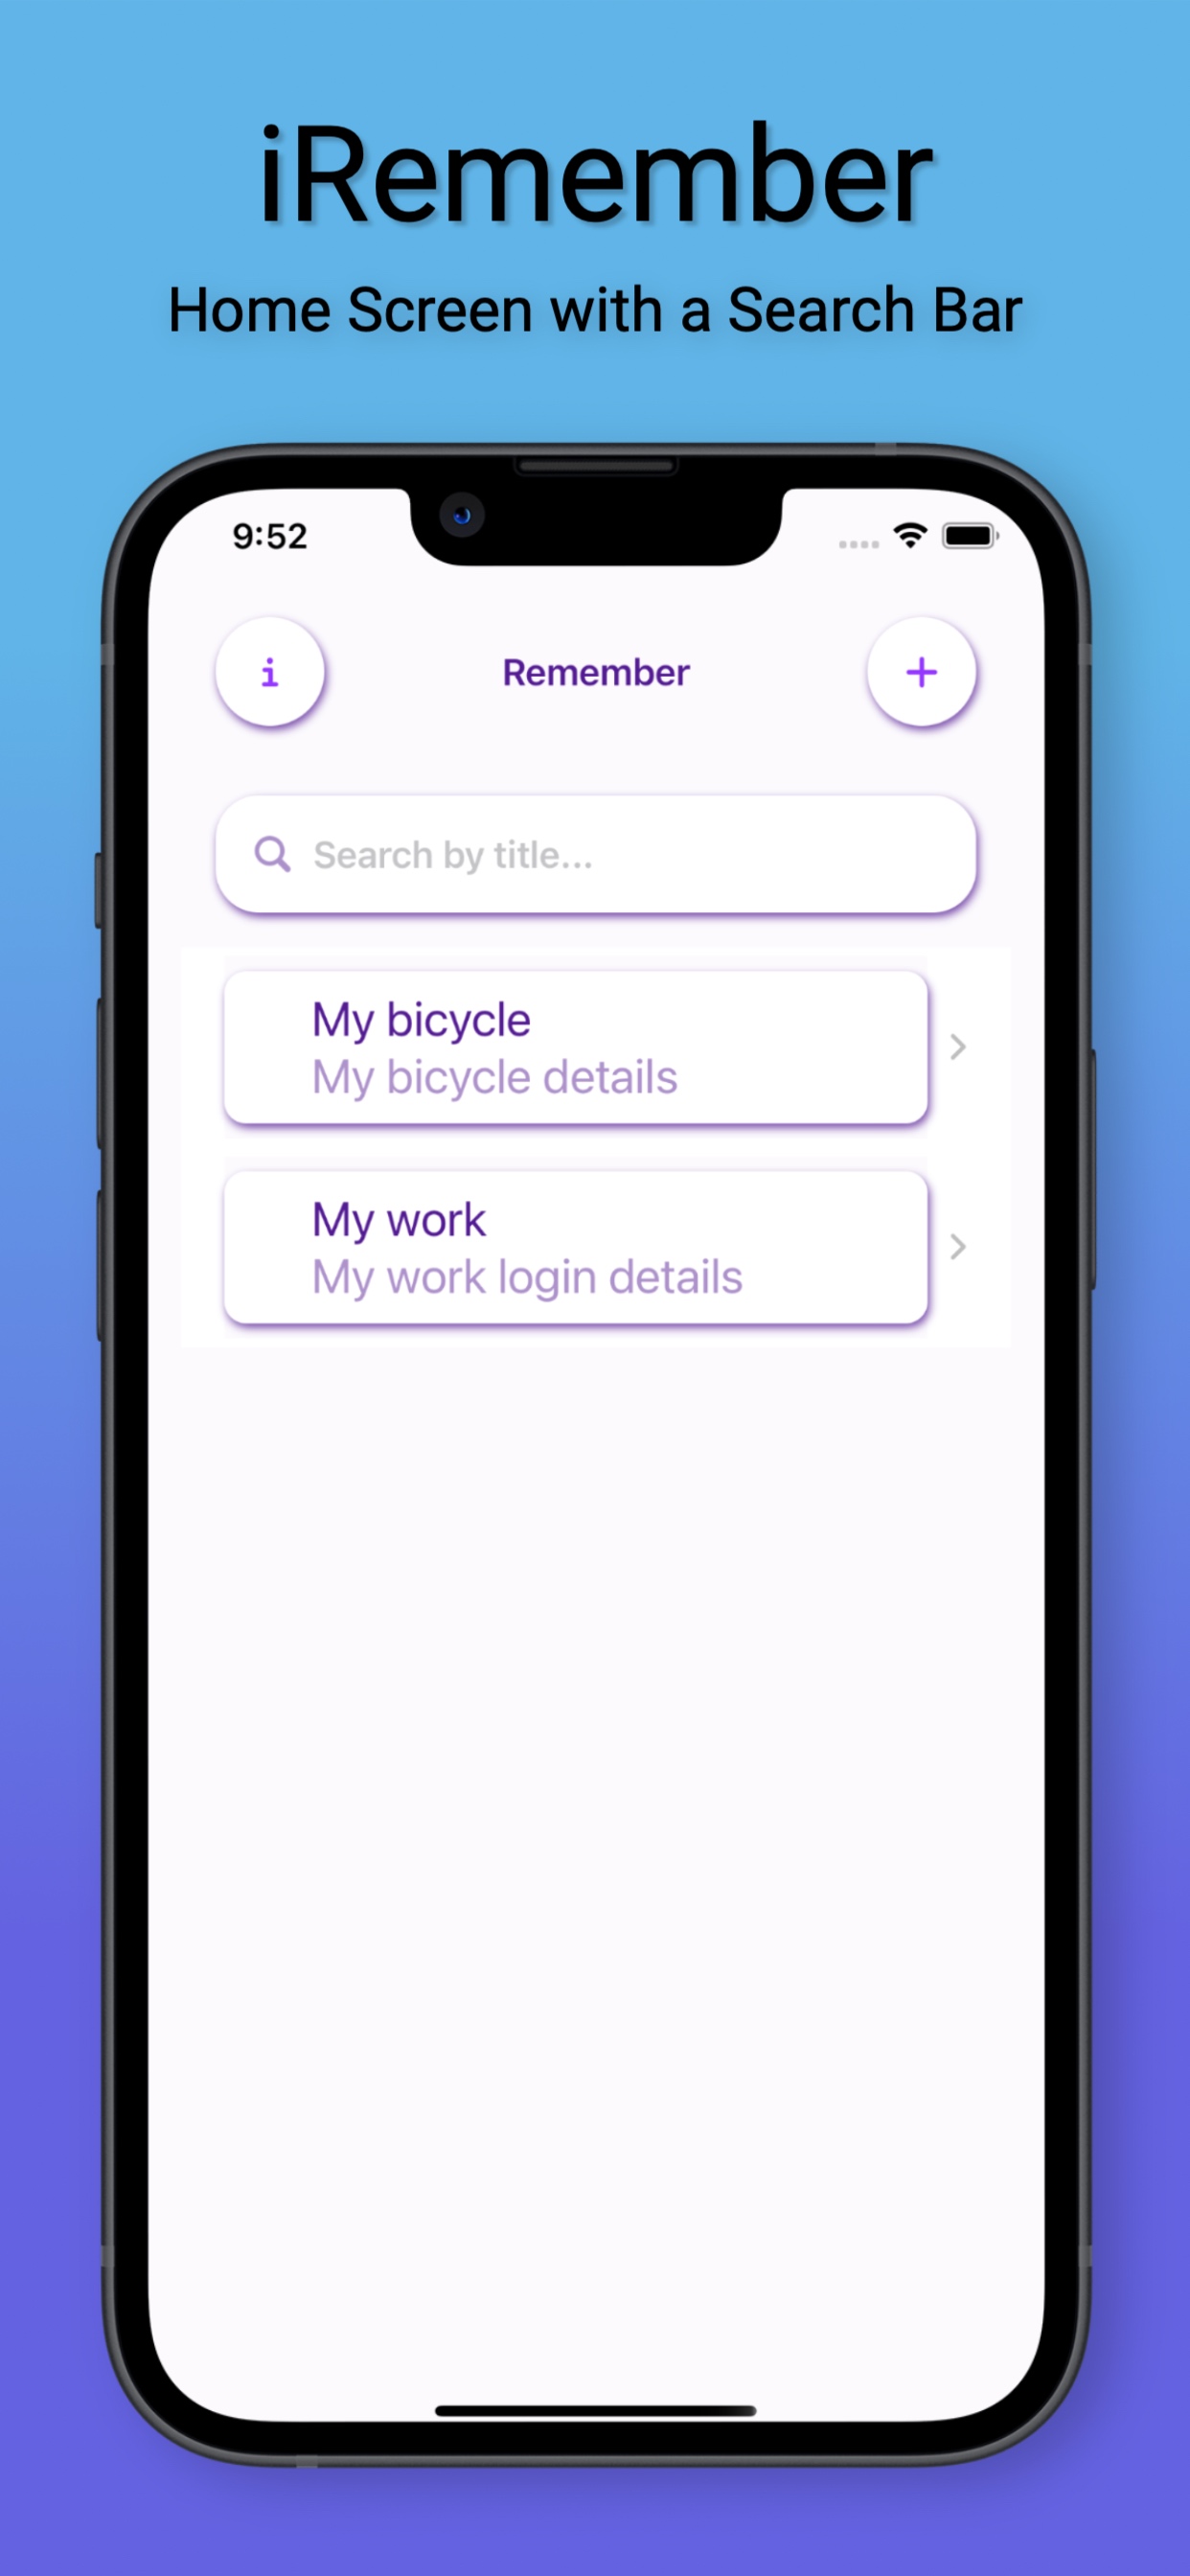 iRemember
Home Screen with a Search Bar
9:52
i
Remember
+
Search by title...
My bicycle
My bicycle details
My work
My work login details